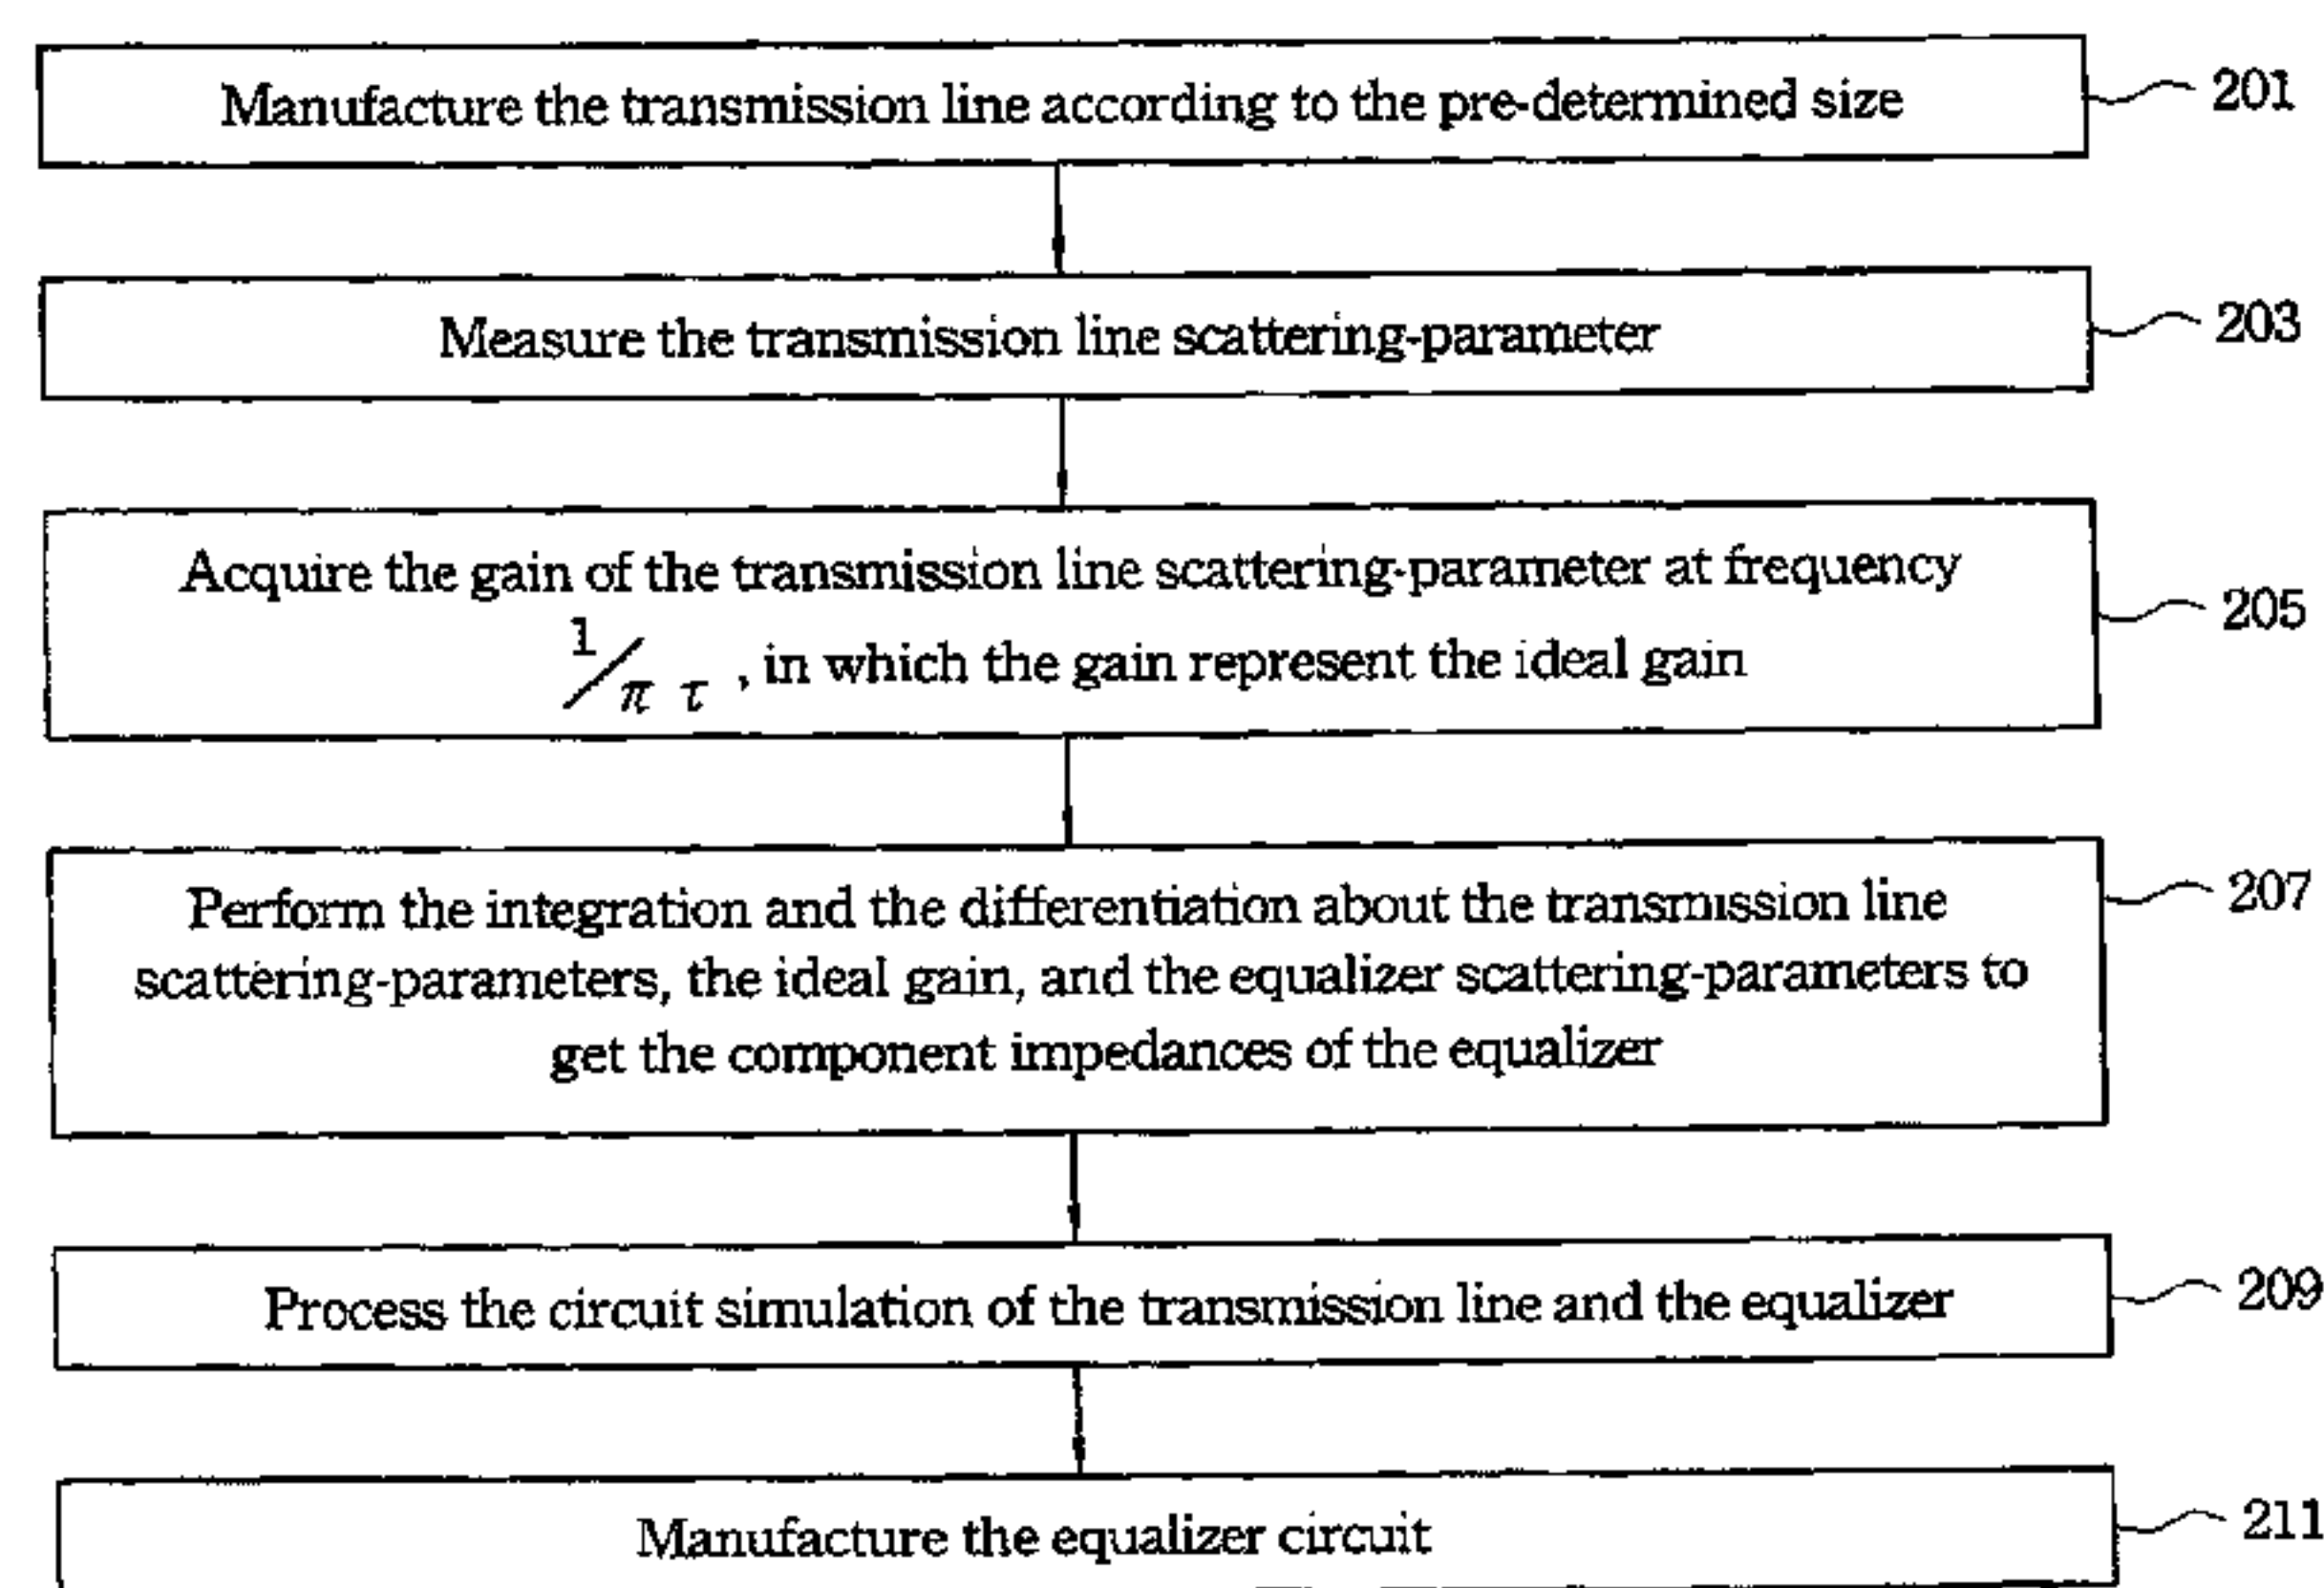 Manufacture the transmission line according to the pre-determined size
201
Measure the transmission line scattering-parameter
203
Acquire the gain of the transmission line scattering-parameter at frequency
1/π τ , in which the gain represent the ideal gain
205
Perform the integration and the differentiation about the transmission line
scattering-parameters, the ideal gain, and the equalizer scattering-parameters to
get the component impedances of the equalizer
207
Process the circuit simulation of the transmission line and the equalizer
209
Manufacture the equalizer circuit
211